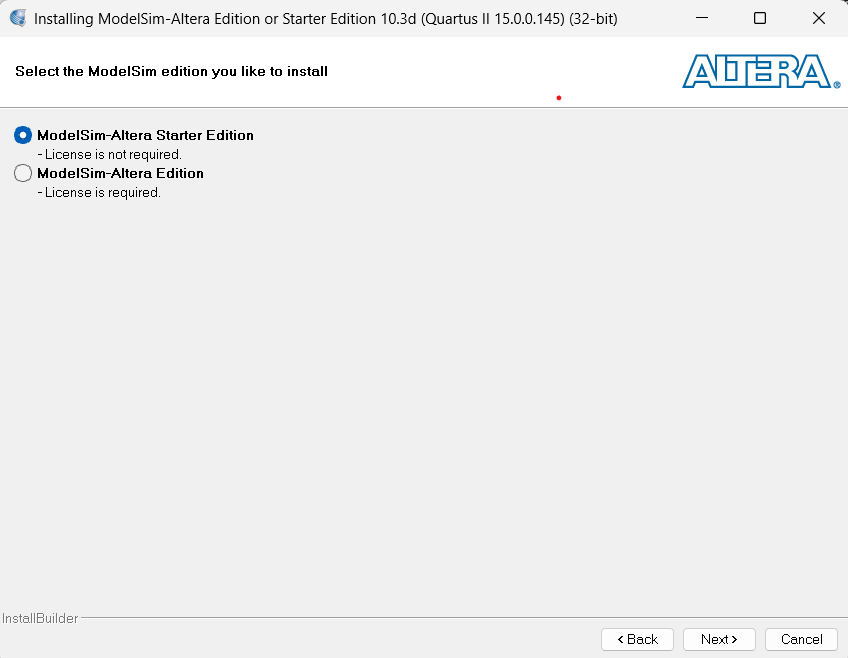 Installing ModelSim-Altera Edition or Starter Edition 10.3d (Quartus II 15.0.0.145) (32-bit)
Select the ModelSim edition you like to install
ALTERA®
ModelSim-Altera Starter Edition
- License is not required.
ModelSim-Altera Edition
- License is required.
InstallBuilder
< Back
Next >
Cancel